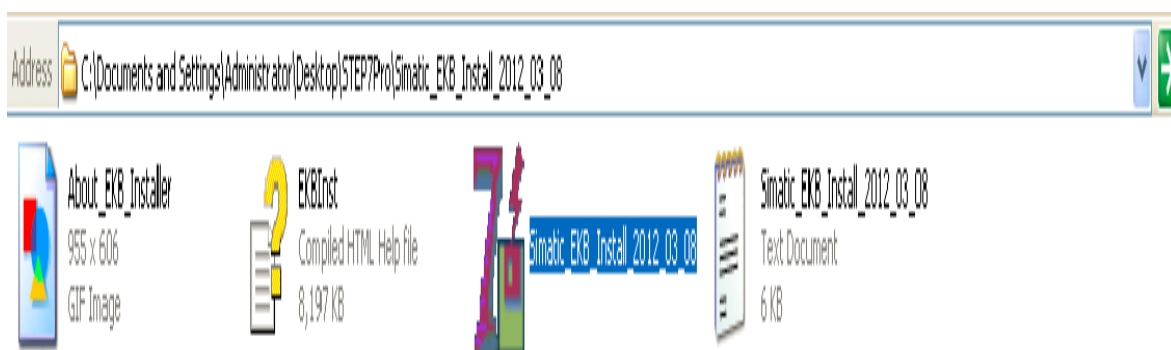 Address C:\Documents and Settings\Administrator\Desktop\STEP7Pro\Simatic_EKB_Install_2012_03_08
About_EKB_Installer
955 x 606
GIF Image
EKBInst
Compiled HTML Help file
8,197 KB
Simatic_EKB_Install_2012_03_08
Simatic_EKB_Install_2012_03_08
Text Document
6 KB